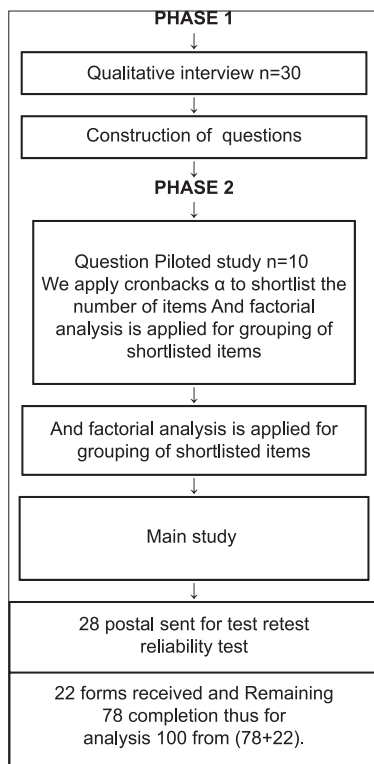 PHASE 1
↓
Qualitative interview n=30
↓
Construction of questions
↓
PHASE 2
↓
Question Piloted study n=10
We apply cronbacks α to shortlist the
number of items And factorial
analysis is applied for grouping of
shortlisted items
↓
And factorial analysis is applied for
grouping of shortlisted items
↓
Main study
↓
28 postal sent for test retest
reliability test
22 forms received and Remaining
78 completion thus for
analysis 100 from (78+22).